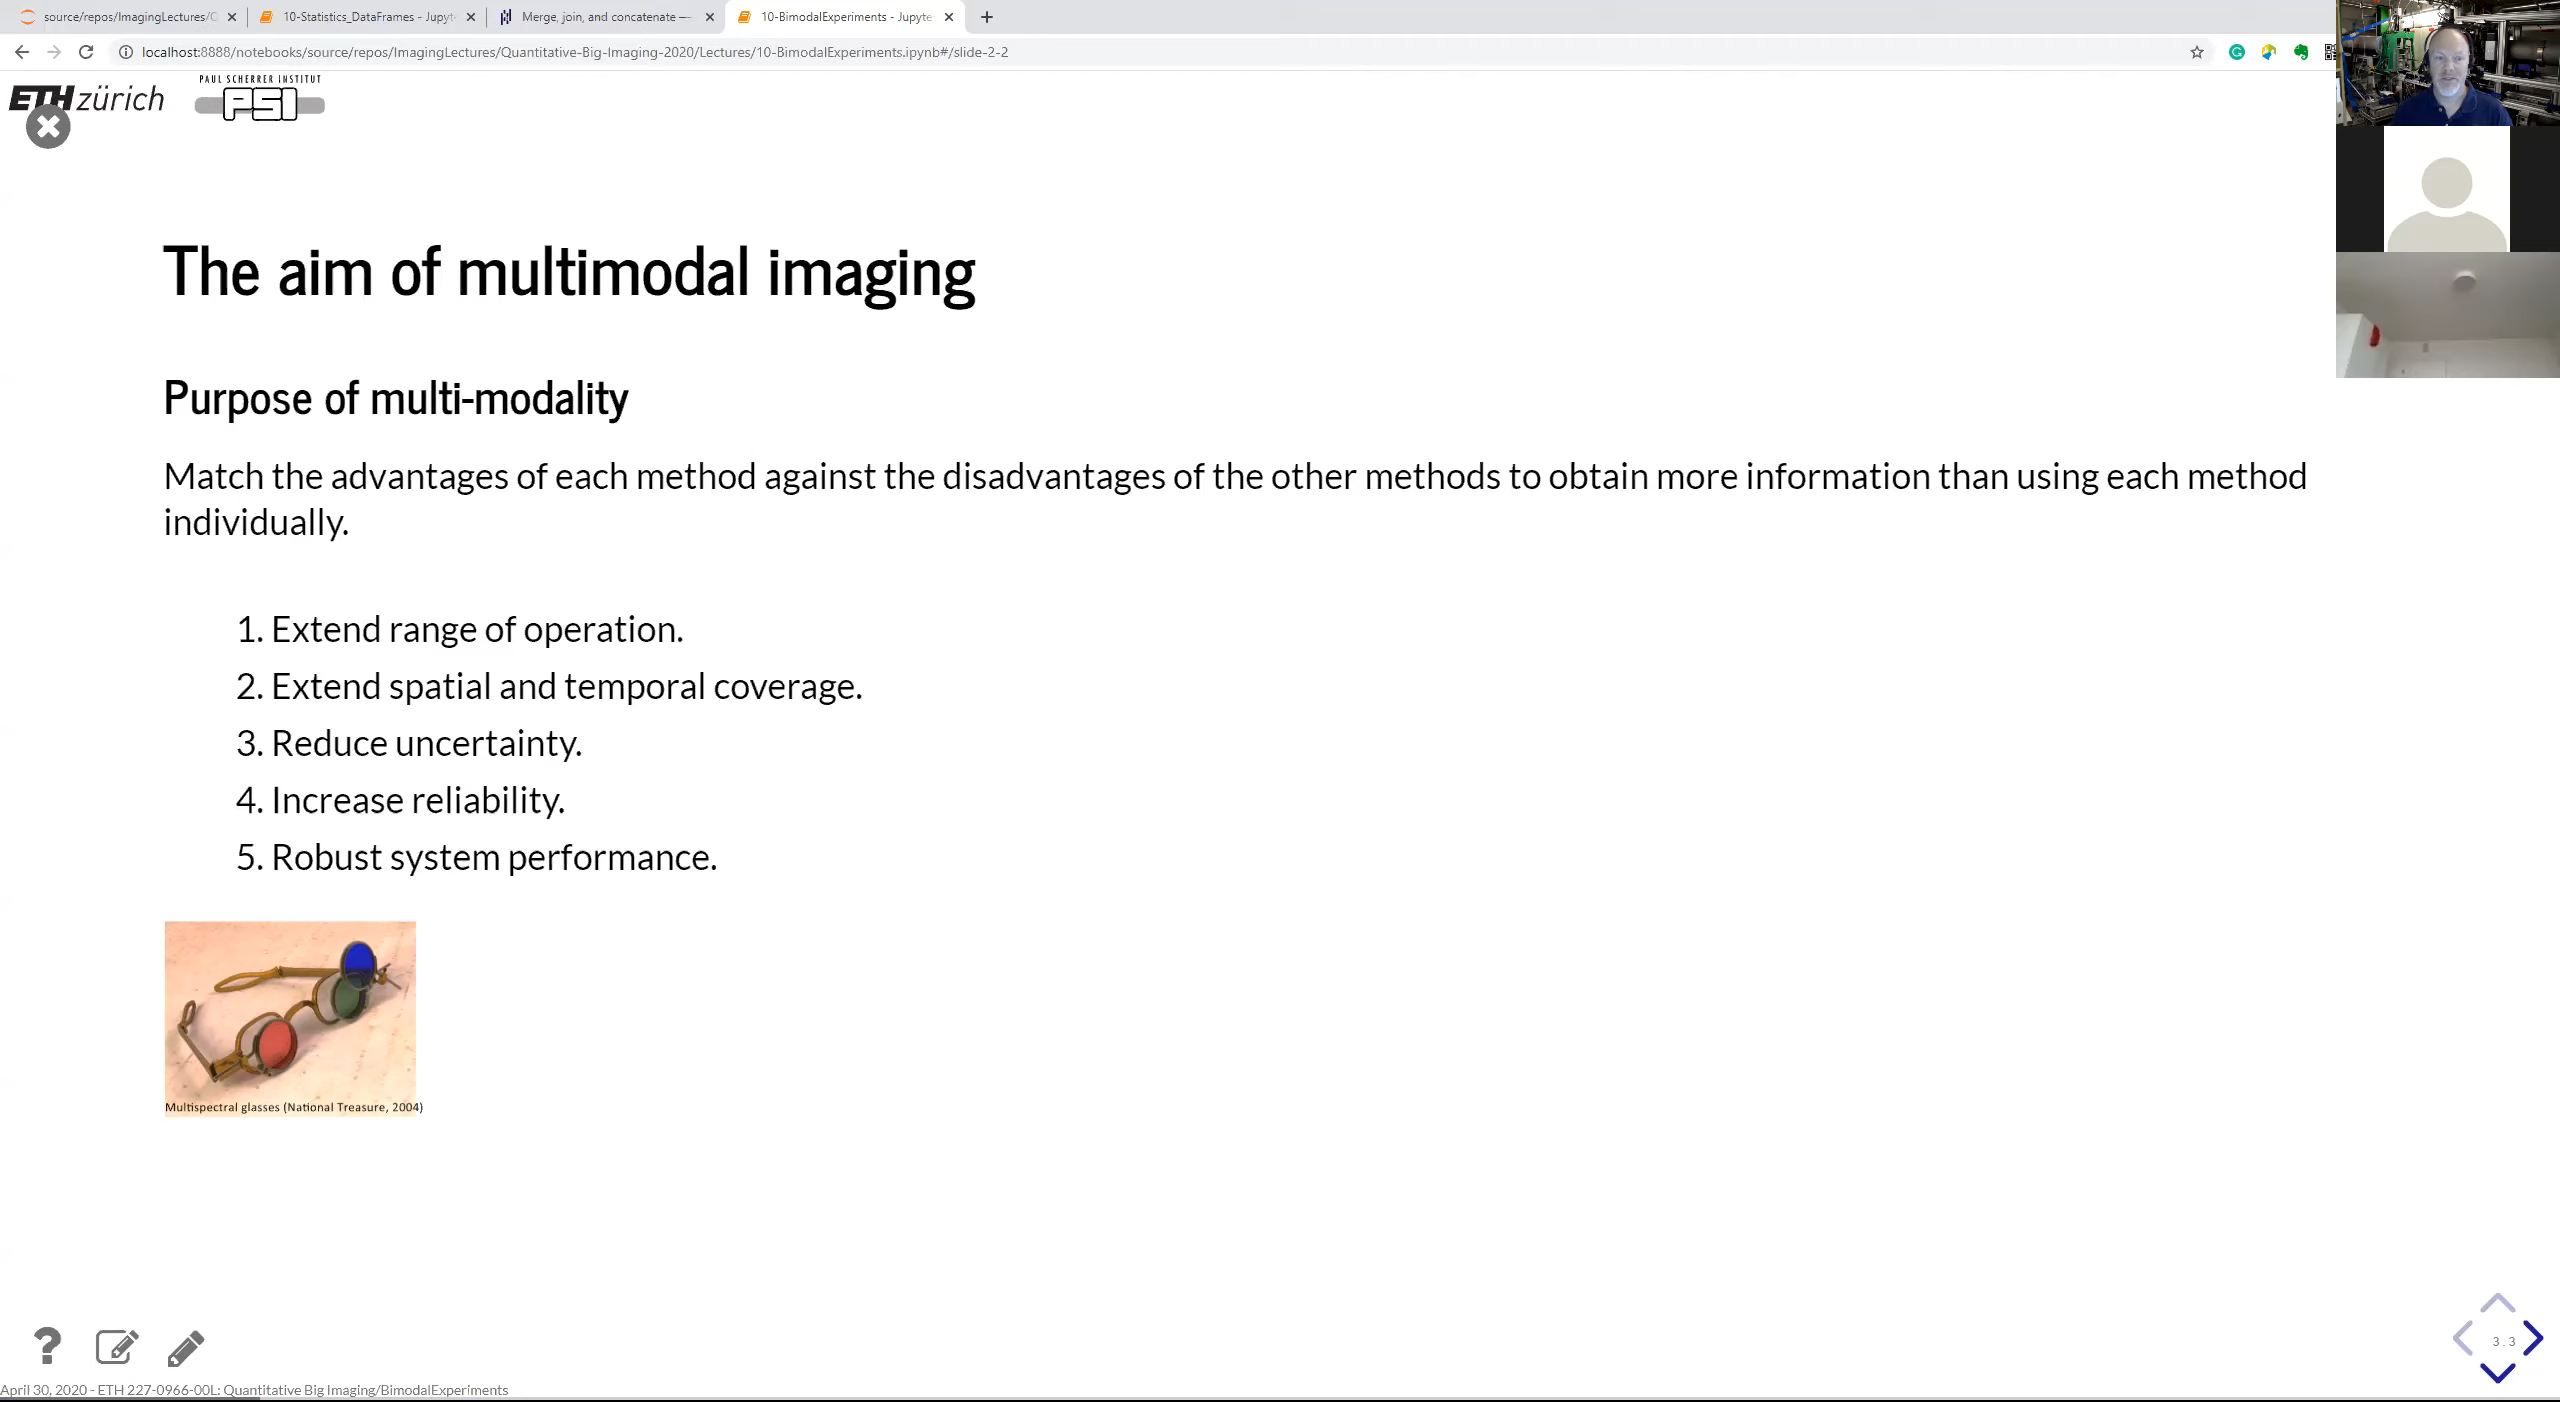 source/repos/ImagingLectures/Q
10-Statistics_DataFrames - Jupyt
Merge, join, and concatenate —
10-BimodalExperiments - Jupyte
localhost:8888/notebooks/source/repos/ImagingLectures/Quantitative-Big-Imaging-2020/Lectures/10-BimodalExperiments.ipynb#/slide-2-2
ETH zürich
PAUL SCHERRER INSTITUT
PSI
The aim of multimodal imaging
Purpose of multi-modality
Match the advantages of each method against the disadvantages of the other methods to obtain more information than using each method
individually.
1. Extend range of operation.
2. Extend spatial and temporal coverage.
3. Reduce uncertainty.
4. Increase reliability.
5. Robust system performance.
Multispectral glasses (National Treasure, 2004)
3.3
April 30, 2020 - ETH 227-0966-00L: Quantitative Big Imaging/BimodalExperiments